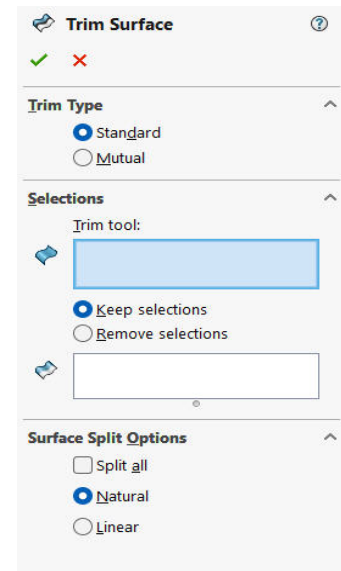 Trim Surface
Trim Type
Standard
Mutual
Selections
Trim tool:
Keep selections
Remove selections
Surface Split Options
Split all
Natural
Linear